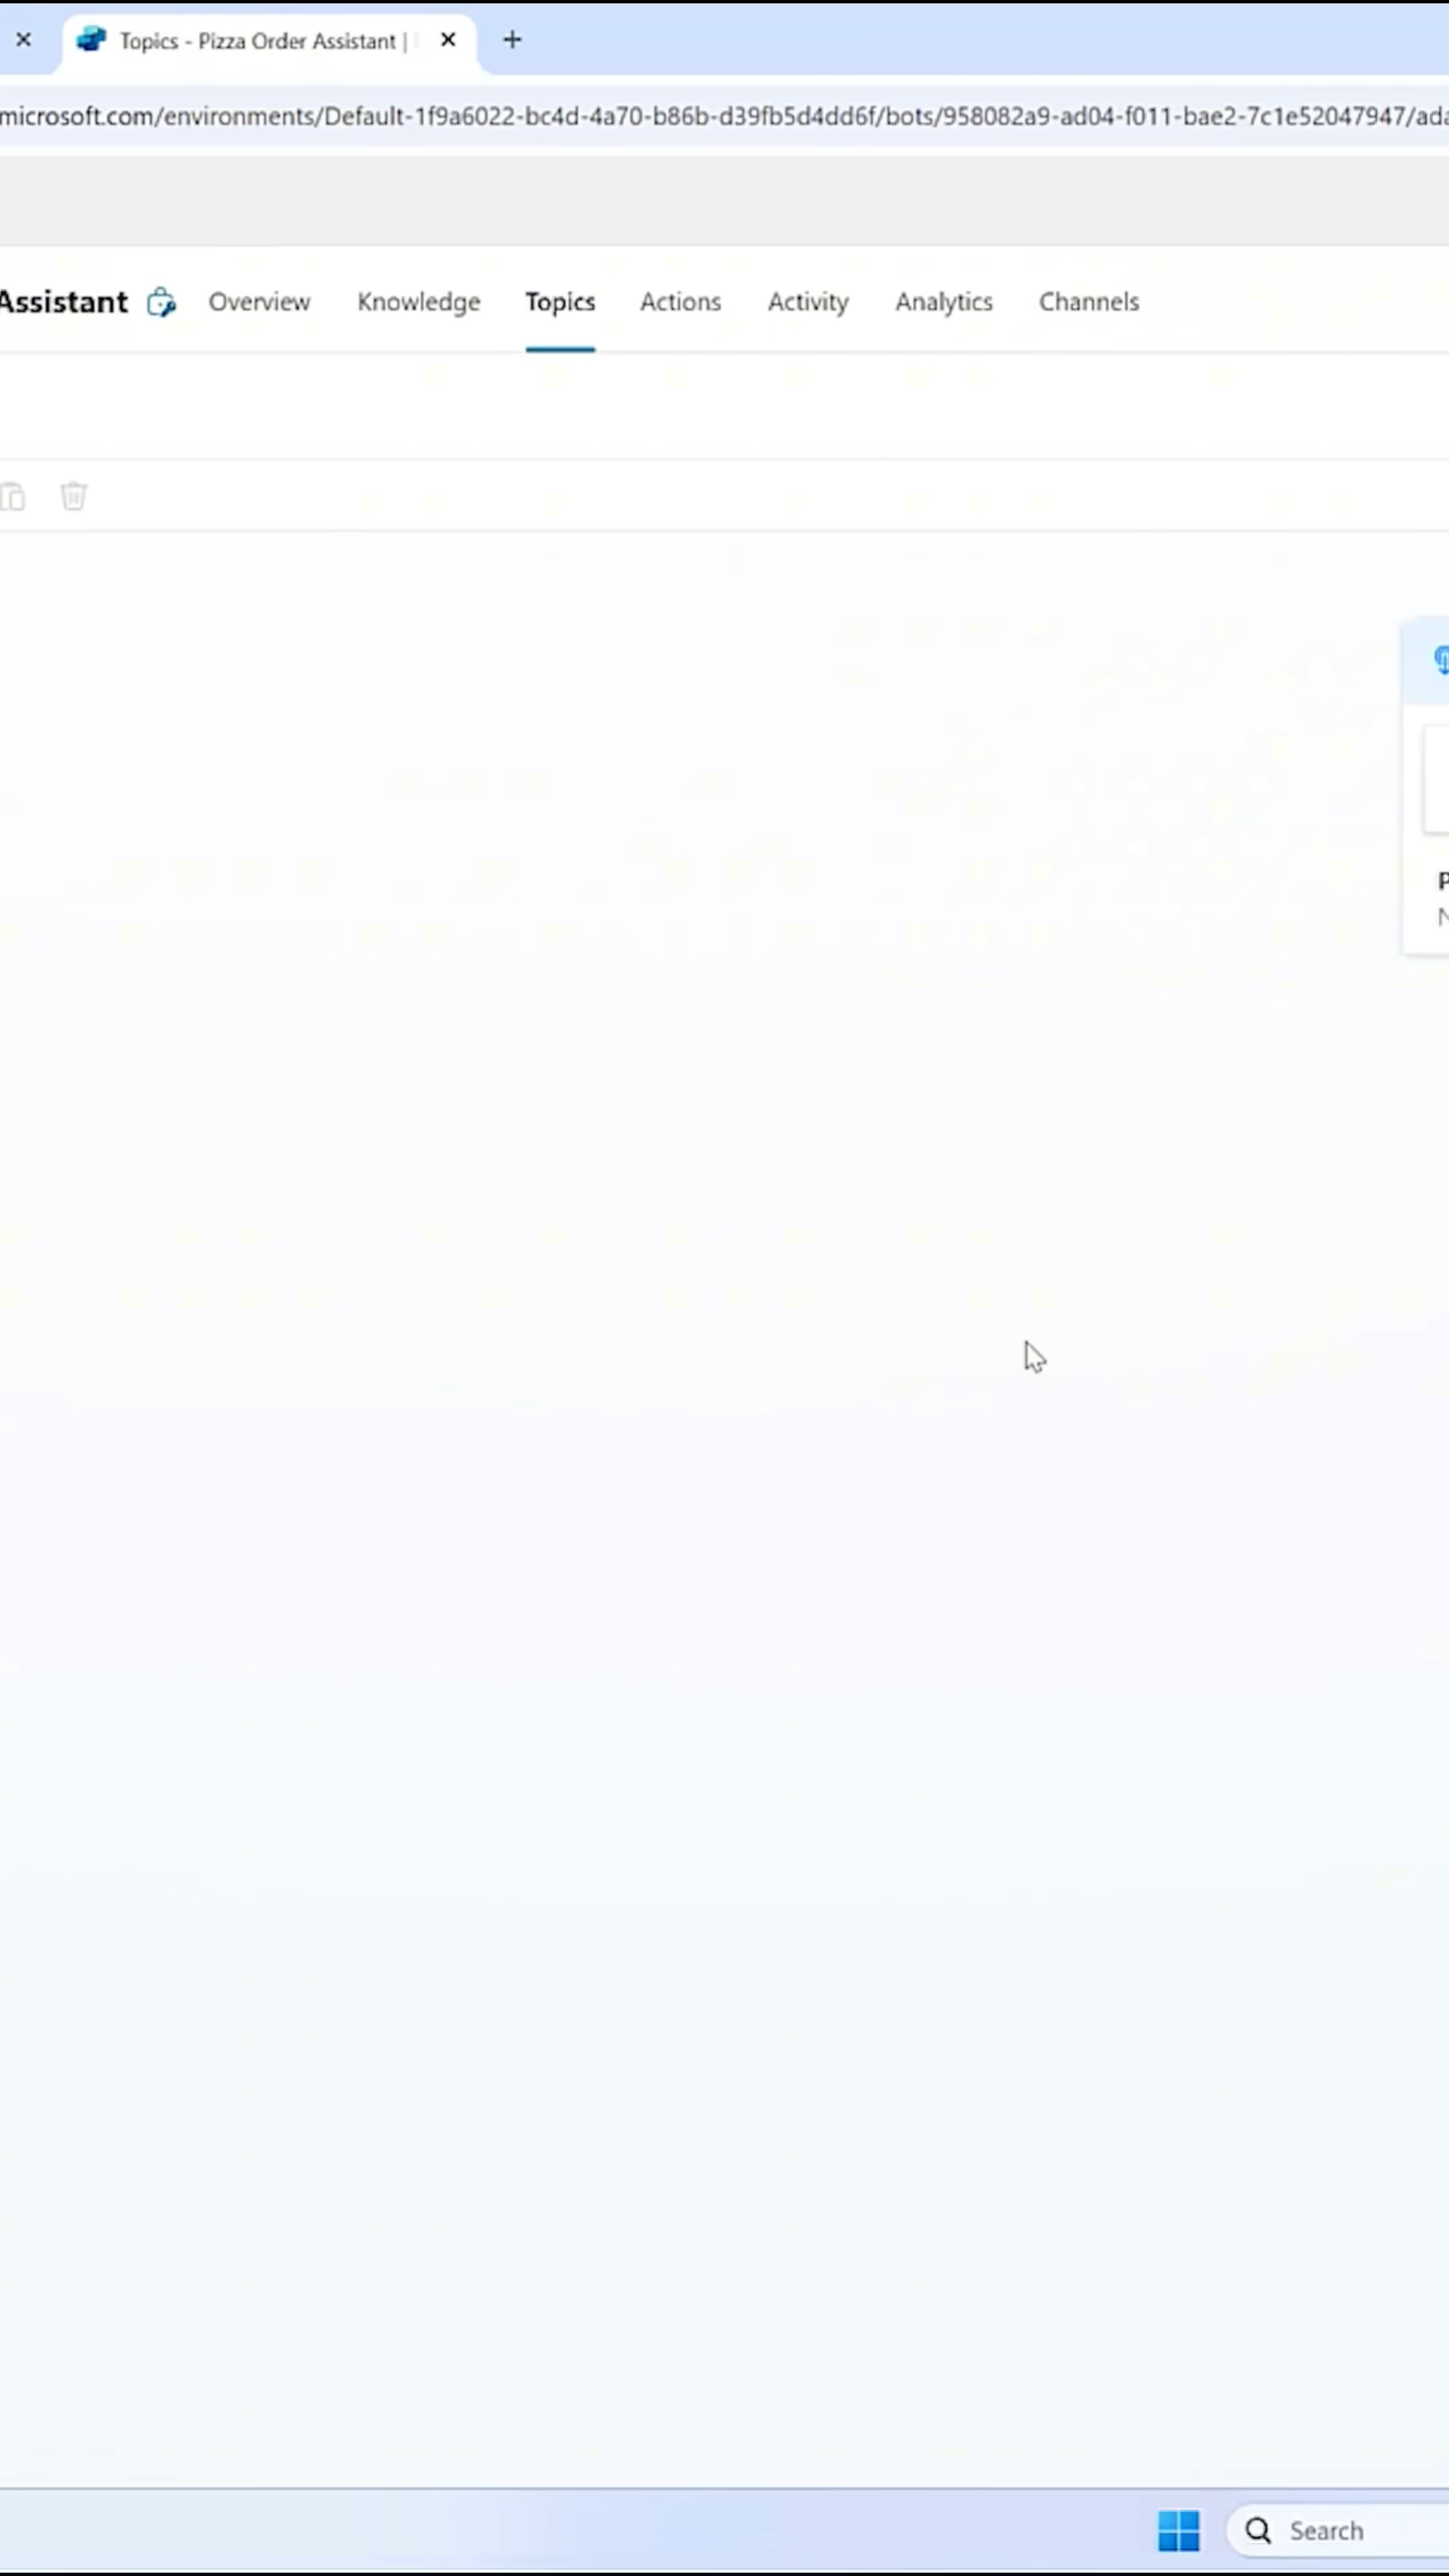 Topics - Pizza Order Assistant |
microsoft.com/environments/Default-1f9a6022-bc4d-4a70-b86b-d39fb5d4dd6f/bots/958082a9-ad04-f011-bae2-7c1e52047947/ada
Assistant Overview Knowledge Topics Actions Activity Analytics Channels
P
N
Search